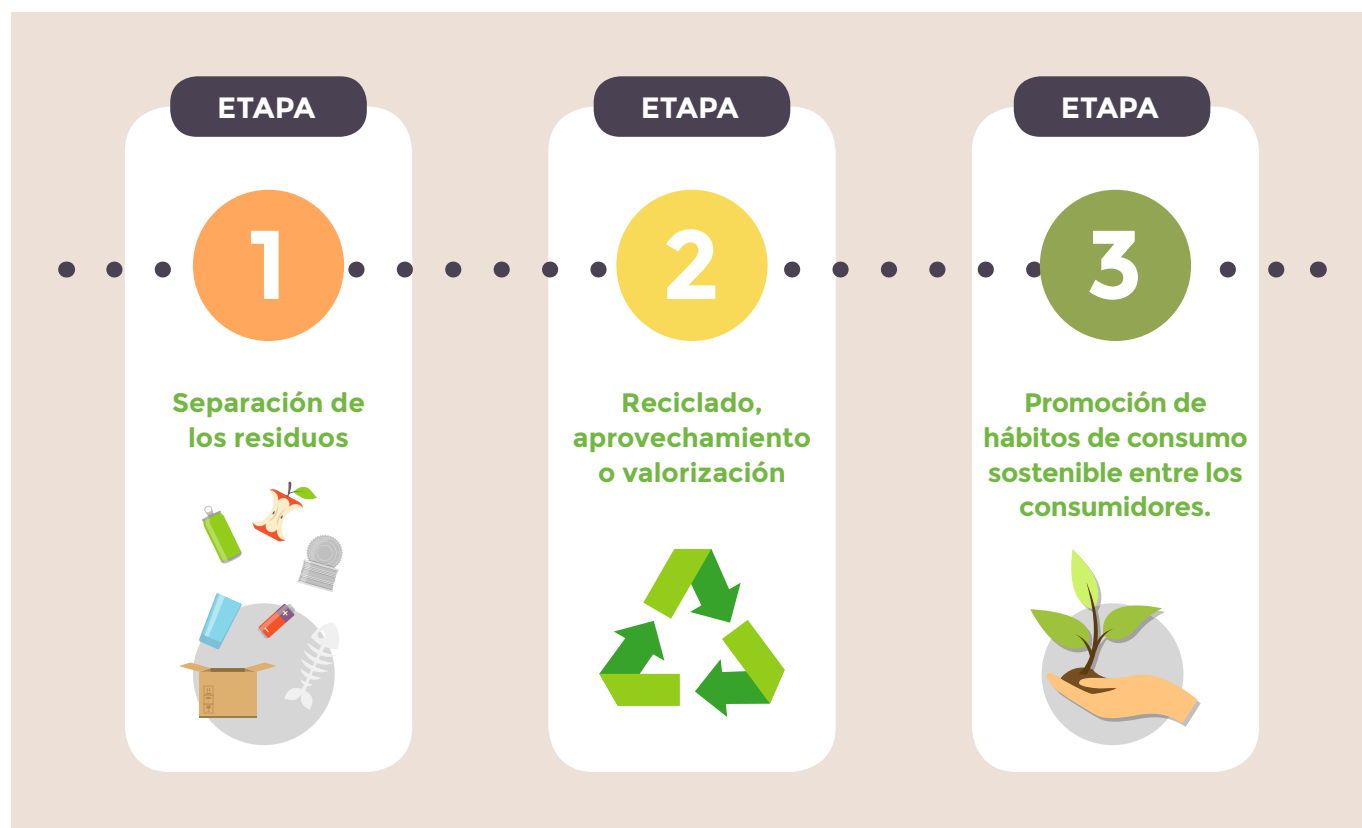 ETAPA
1
Separación de
los residuos
ETAPA
2
Reciclado,
aprovechamiento
o valorización
ETAPA
3
Promoción de
hábitos de consumo
sostenible entre los
consumidores.